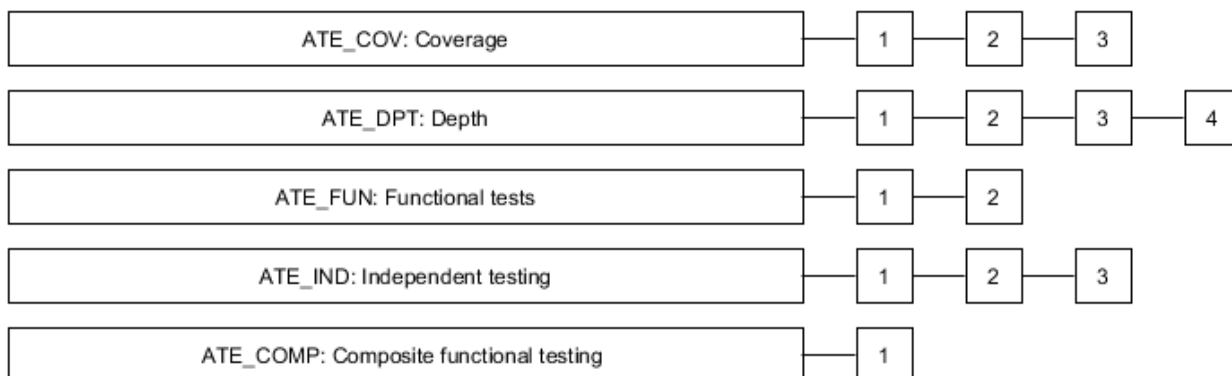 ATE_COV: Coverage 1 2 3
ATE_DPT: Depth 1 2 3 4
ATE_FUN: Functional tests 1 2
ATE_IND: Independent testing 1 2 3
ATE_COMP: Composite functional testing 1